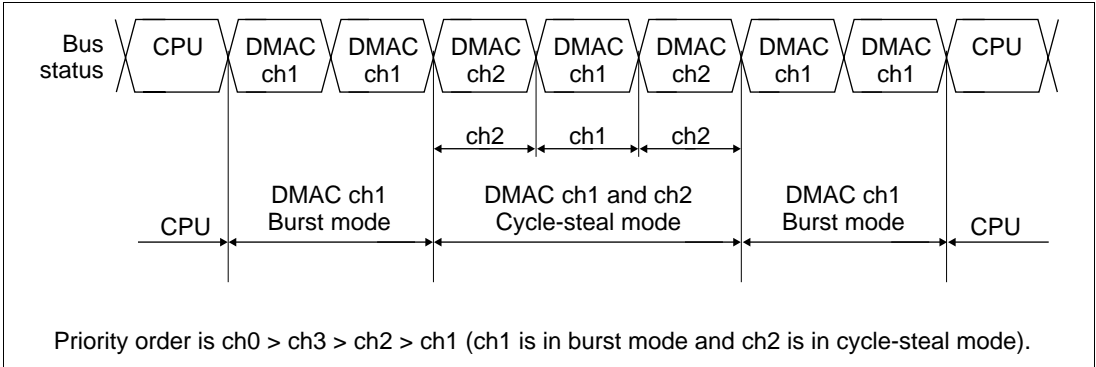 Bus
status
CPU
DMAC
ch1
DMAC
ch1
DMAC
ch2
DMAC
ch1
DMAC
ch2
DMAC
ch1
DMAC
ch1
CPU
ch2
ch1
ch2
CPU
DMAC ch1
Burst mode
DMAC ch1 and ch2
Cycle-steal mode
DMAC ch1
Burst mode
CPU
Priority order is ch0 > ch3 > ch2 > ch1 (ch1 is in burst mode and ch2 is in cycle-steal mode).